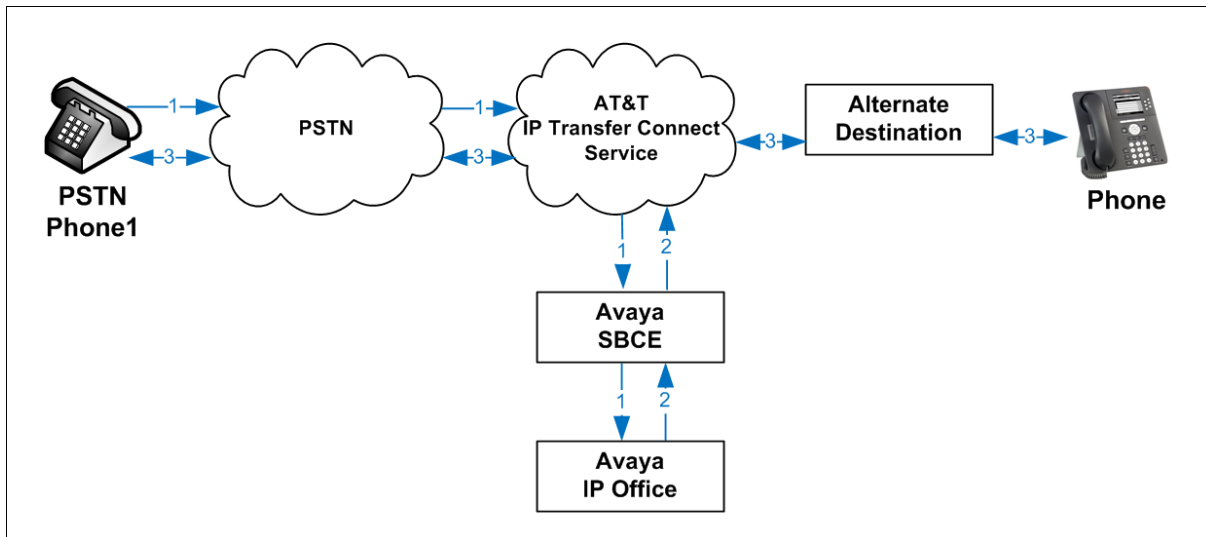 1
3
PSTN
Phone1
PSTN
1
3
AT&T
IP Transfer Connect
Service
3
Alternate
Destination
3
Phone
1
2
Avaya
SBCE
1
2
Avaya
IP Office